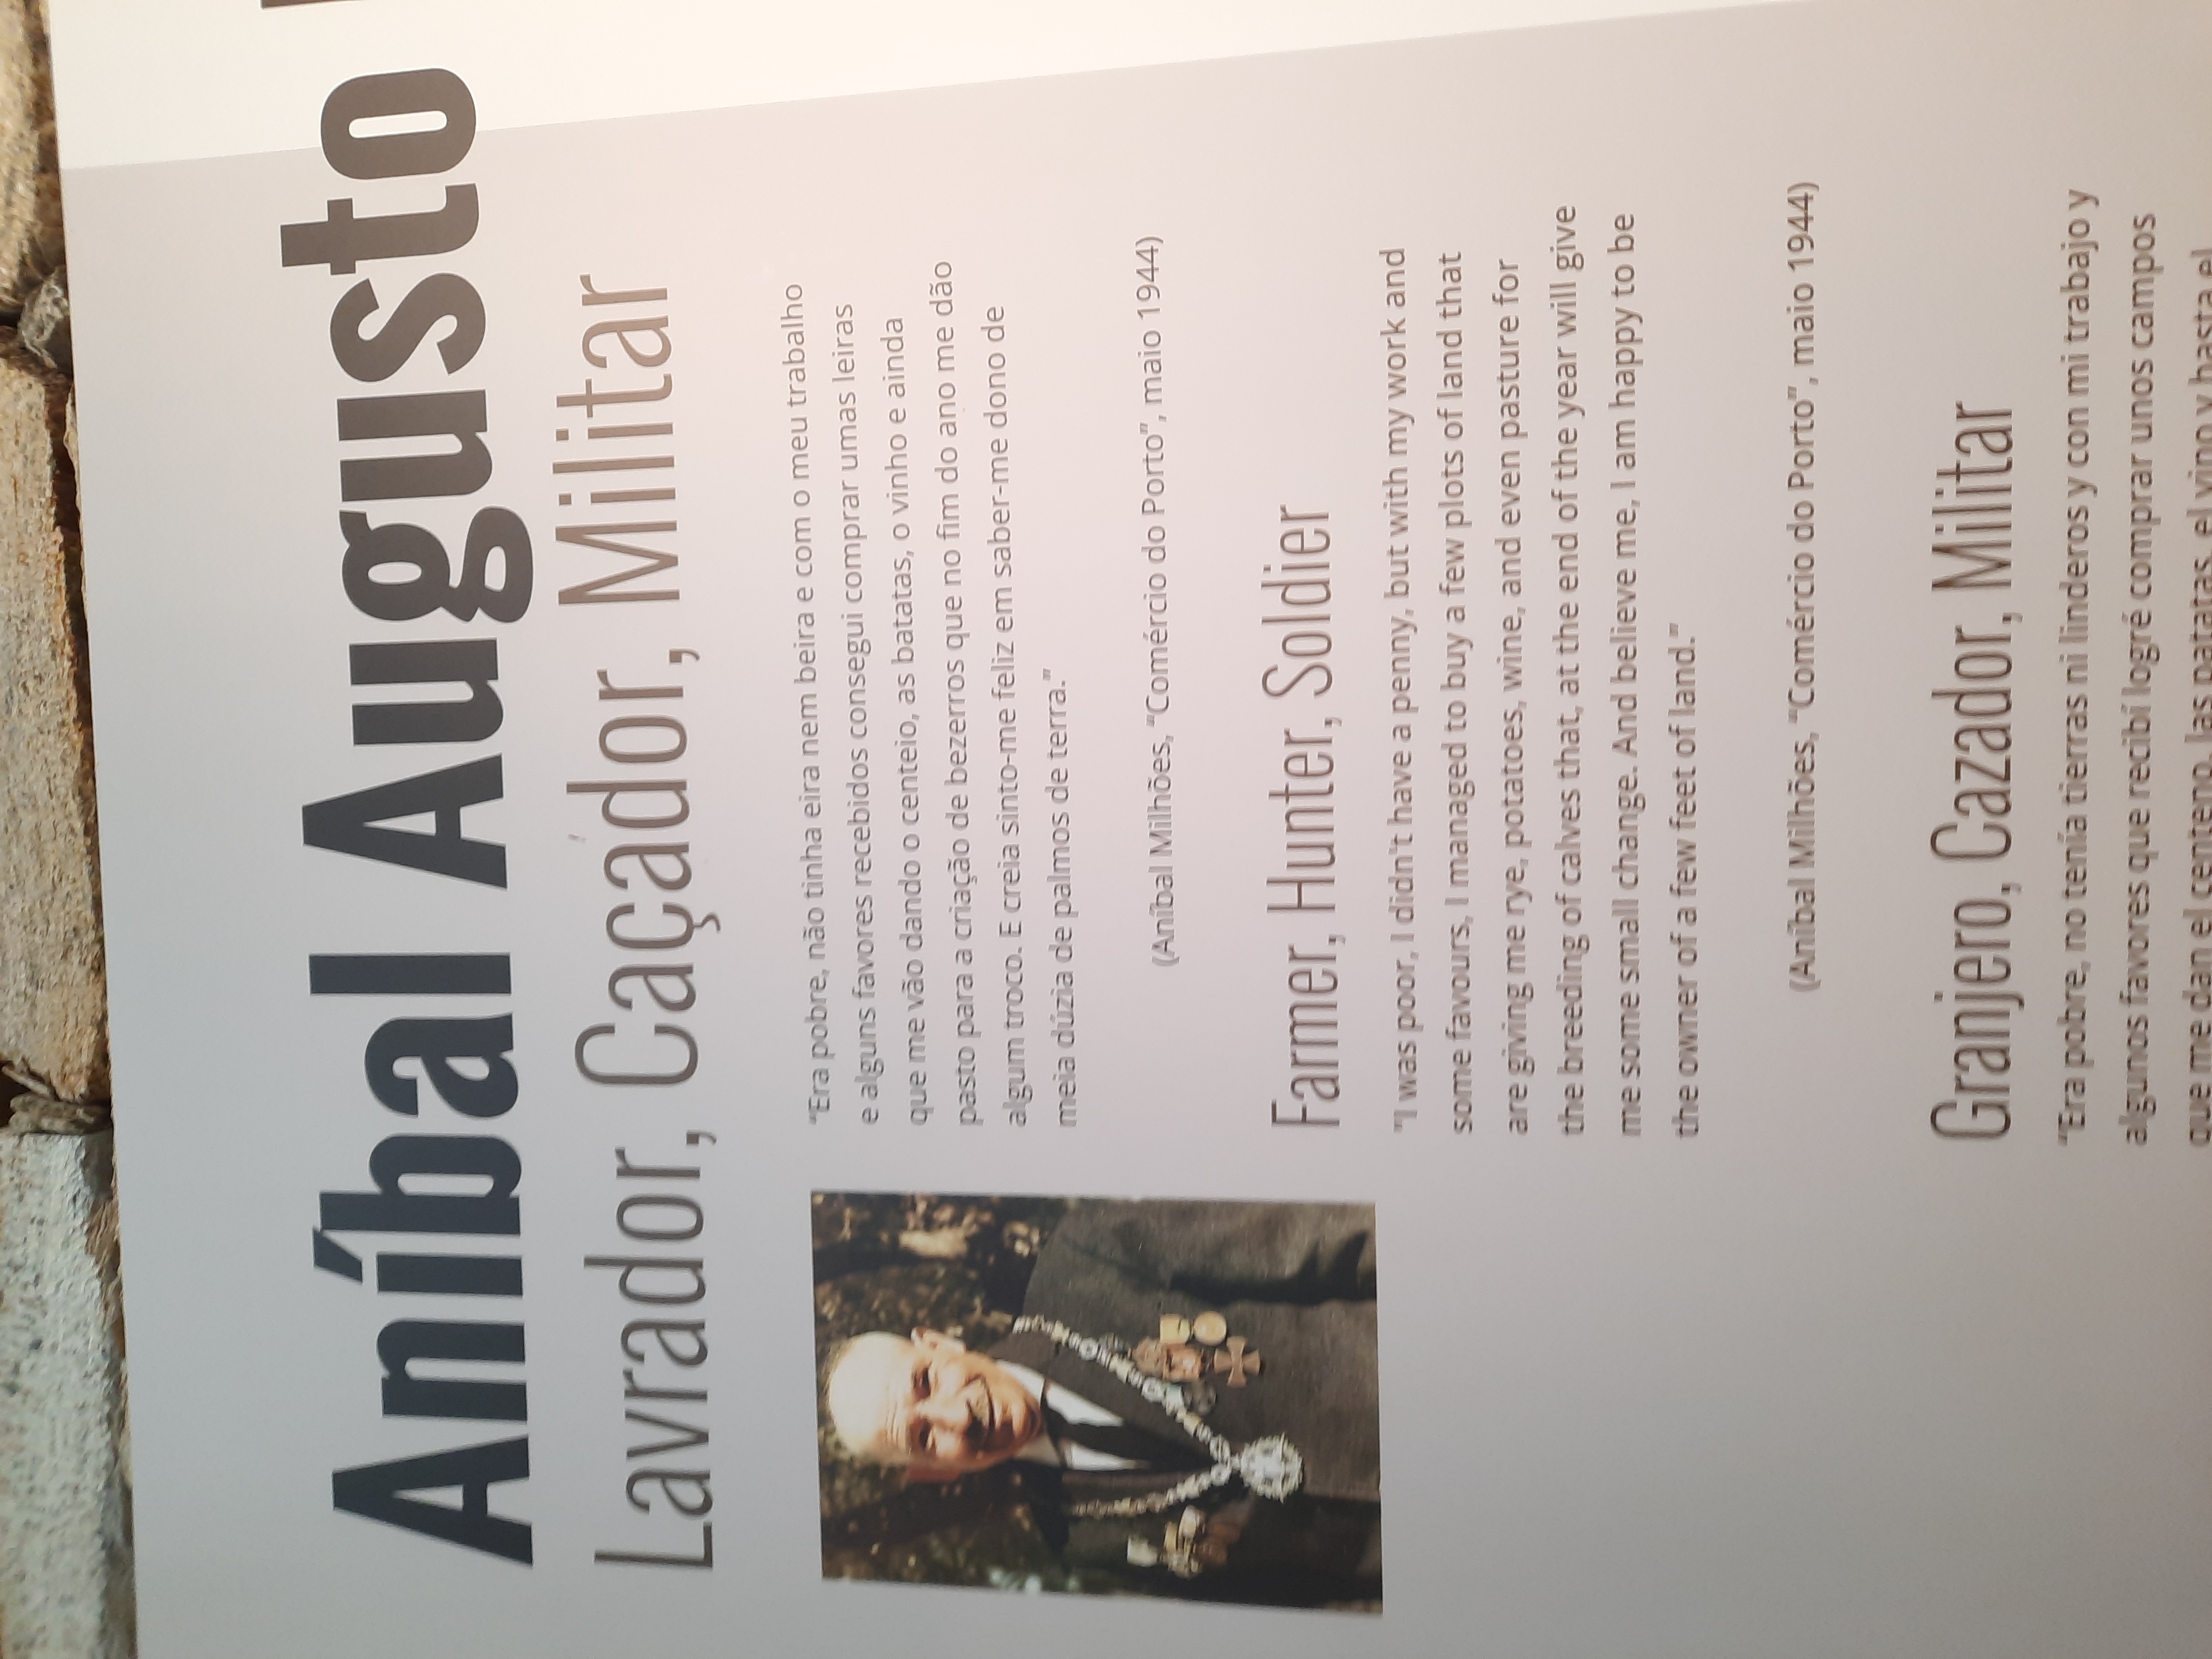 Aníbal Augusto
Lavrador, Caçador, Militar
“Era pobre, não tinha eira nem beira e com o meu trabalho
e alguns favores recebidos consegui comprar umas leiras
que me vão dando o centeio, as batatas, o vinho e ainda
pasto para a criação de bezerros que no fim do ano me dão
algum troco. E creia sinto-me feliz em saber-me dono de
meia dúzia de palmos de terra.”
(Aníbal Milhões, “Comércio do Porto”, maio 1944)
Farmer, Hunter, Soldier
"I was poor, I didn't have a penny, but with my work and
some favours, I managed to buy a few plots of land that
are giving me rye, potatoes, wine, and even pasture for
the breeding of calves that, at the end of the year will give
me some small change. And believe me, I am happy to be
the owner of a few feet of land.”
(Aníbal Milhões, “Comércio do Porto”, maio 1944)
Granjero, Cazador, Militar
“Era pobre, no tenía tierras ni linderos y con mi trabajo y
algunos favores que recibí logré comprar unos campos
que me dan el centeno, las patatas, el vino y hasta el